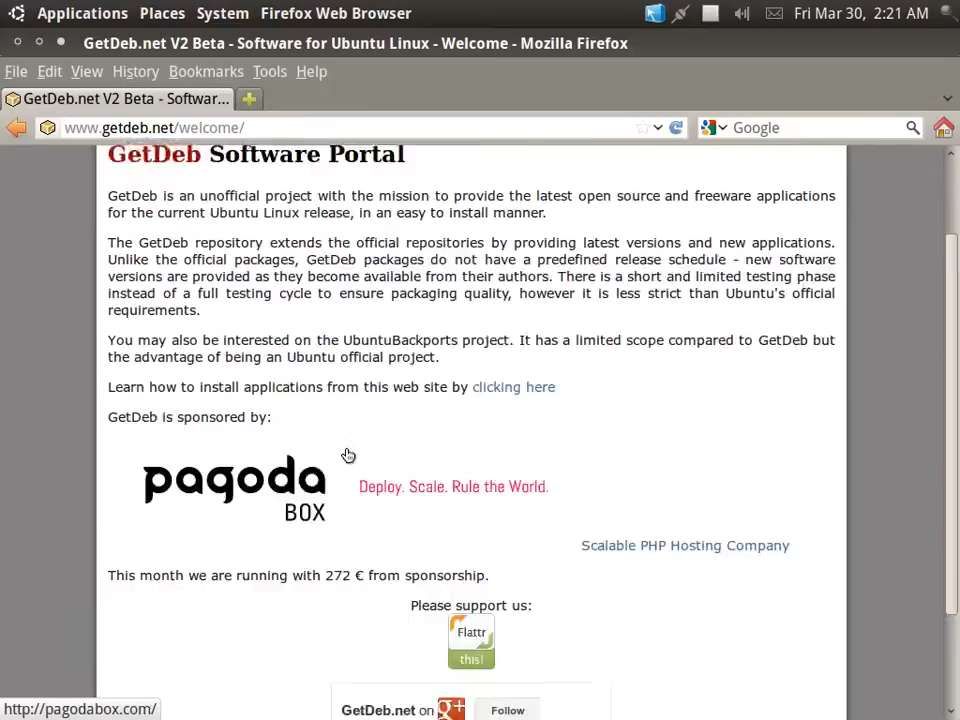 Applications Places System Firefox Web Browser Fri Mar 30, 2:21 AM
GetDeb.net V2 Beta - Software for Ubuntu Linux - Welcome - Mozilla Firefox
File Edit View History Bookmarks Tools Help
GetDeb.net V2 Beta - Softwar...
www.getdeb.net/welcome/ Google
GetDeb Software Portal
GetDeb is an unofficial project with the mission to provide the latest open source and freeware applications
for the current Ubuntu Linux release, in an easy to install manner.
The GetDeb repository extends the official repositories by providing latest versions and new applications.
Unlike the official packages, GetDeb packages do not have a predefined release schedule - new software
versions are provided as they become available from their authors. There is a short and limited testing phase
instead of a full testing cycle to ensure packaging quality, however it is less strict than Ubuntu's official
requirements.
You may also be interested on the UbuntuBackports project. It has a limited scope compared to GetDeb but
the advantage of being an Ubuntu official project.
Learn how to install applications from this web site by clicking here
GetDeb is sponsored by:
pagoda
BOX
Deploy. Scale. Rule the World.
Scalable PHP Hosting Company
This month we are running with 272 € from sponsorship.
Please support us:
Flattr
this!
GetDeb.net on g+ Follow
http://pagodabox.com/